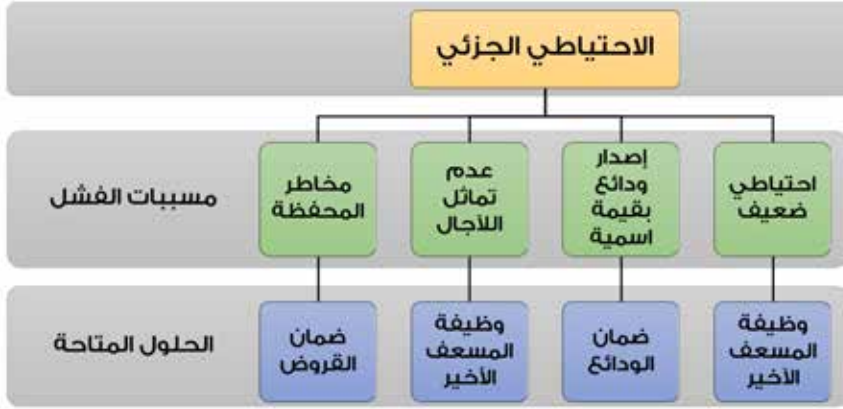 الاحتياطي الجزئي
مسببات الفشل
احتياطي
ضعيف
إصدار
ودائع
بقيمة
اسمية
عدم
تماثل
اللآجال
مخاطر
المحفظة
الحلول المتاحة
وظيفة
المسعف
الأخير
ضمان
الودائع
وظيفة
المسعف
الأخير
ضمان
القروض